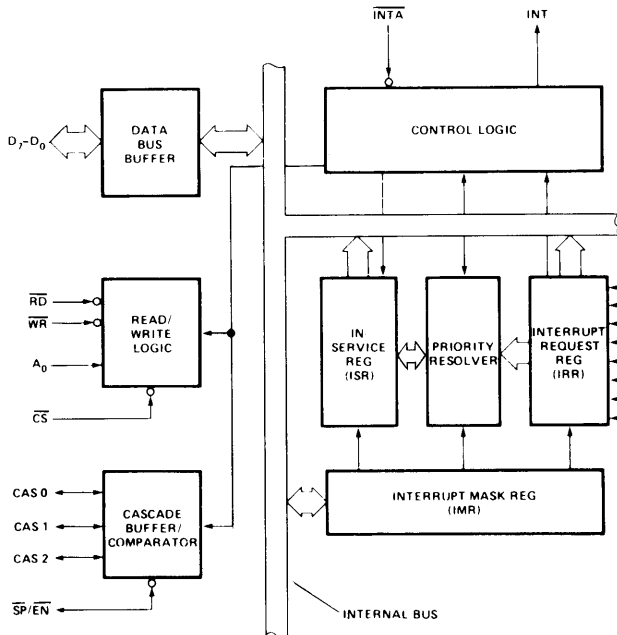 INTA
INT
CONTROL LOGIC
D7-D0
DATA
BUS
BUFFER
RD
WR
A0
CS
READ/
WRITE
LOGIC
IN
SERVICE
REG
(ISR)
PRIORITY
RESOLVER
INTERRUPT
REQUEST
REG
(IRR)
CAS 0
CAS 1
CAS 2
SP/EN
CASCADE
BUFFER/
COMPARATOR
INTERRUPT MASK REG
(IMR)
INTERNAL BUS